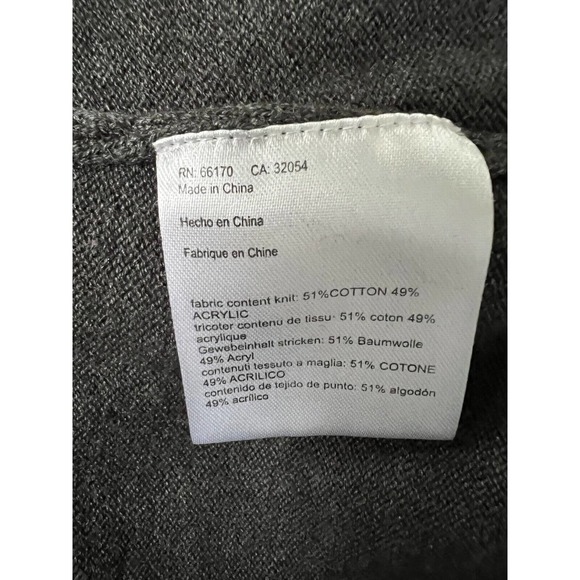 RN: 66170 CA: 32054
Made in China
Hecho en China
Fabrique en Chine
fabric content knit: 51%COTTON 49%
ACRYLIC
tricoter contenu de tissu: 51% coton 49%
acrylique
Gewebeinhalt stricken: 51% Baumwolle
49% Acryl
contenuti tessuto a maglia: 51% COTONE
49% ACRILICO
contenido de tejido de punto: 51% algodón
49% acrílico